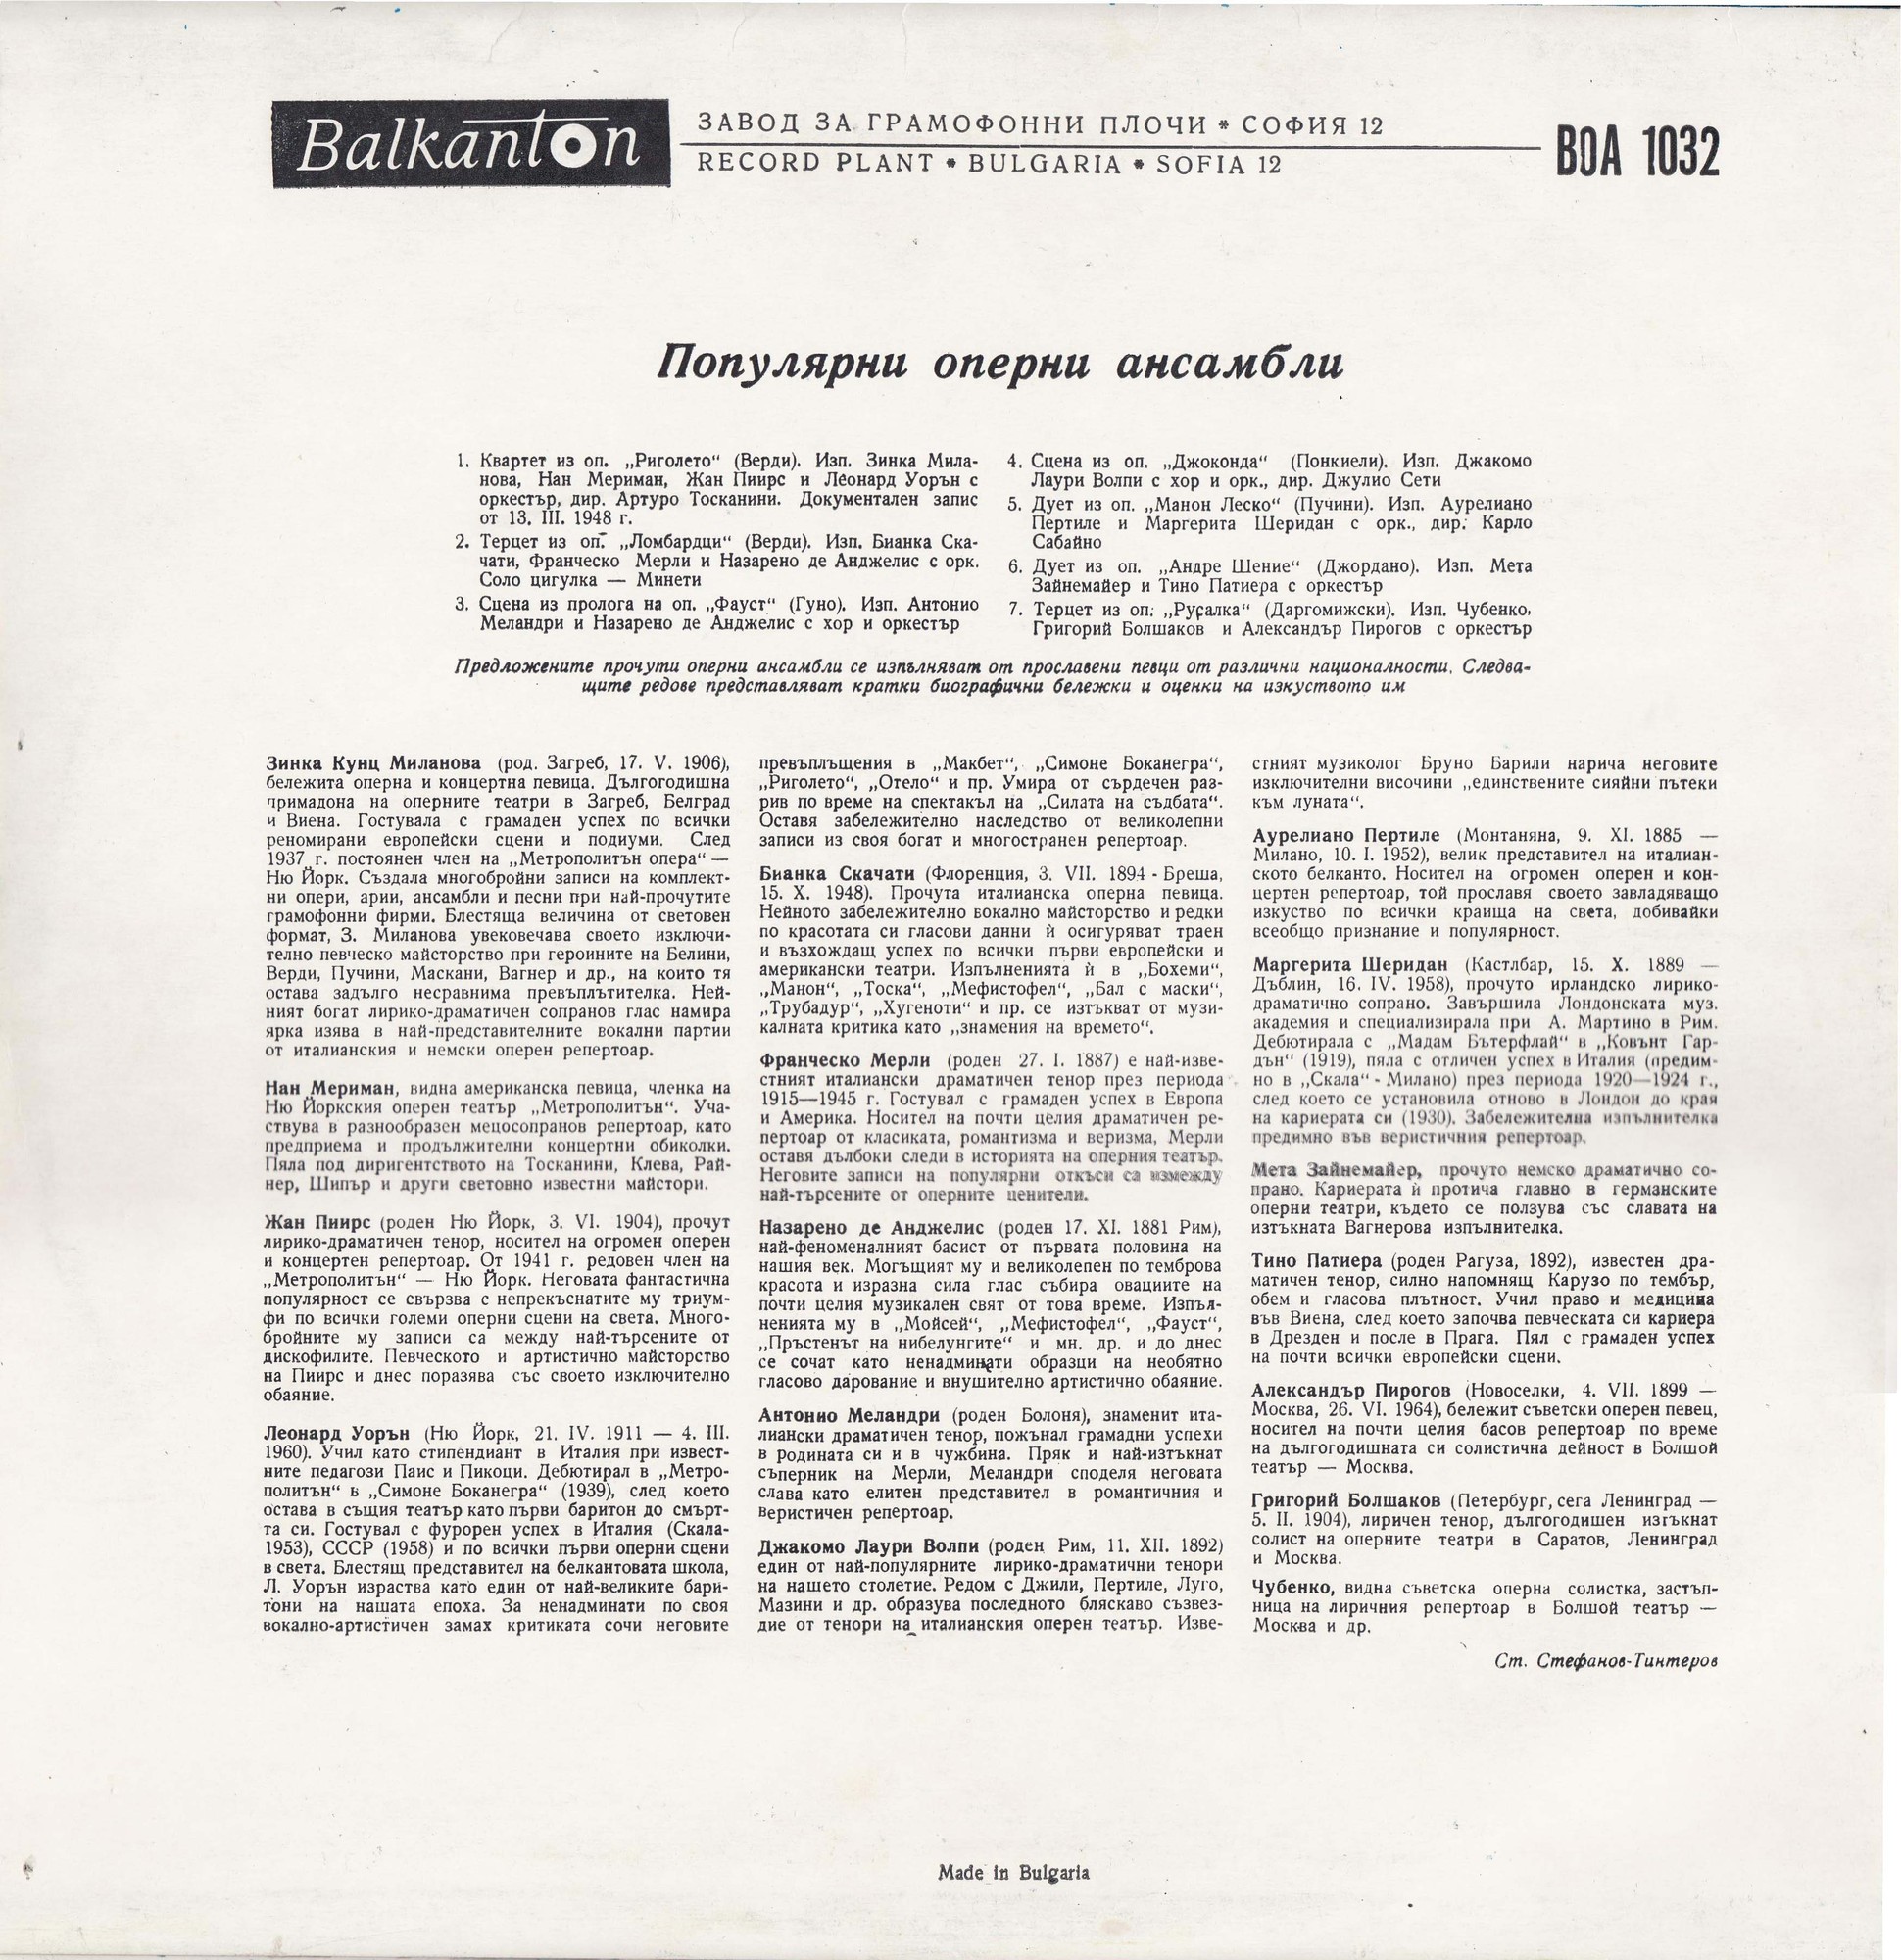 Balkanton
ЗАВОД ЗА ГРАМОФОННИ ПЛОЧИ * СОФИЯ 12
RECORD PLANT * BULGARIA * SOFIA 12
ВОА 1032
Популярни оперни ансамбли
1. Квартет из оп. „Риголето“ (Верди). Изп. Зинка Мила-
нова, Нан Мериман, Жан Пиирс и Леонард Уорън с
оркестър, дир. Артуро Тосканини. Документален запис
от 13. III. 1948 г.
2. Терцет из оп. „Ломбардци“ (Верди). Изп. Бианка Ска-
чати, Франческо Мерли и Назарено де Анджелис с орк.
Соло цигулка — Минети
3. Сцена из пролога на оп. „Фауст“ (Гуно). Изп. Антонио
Меландри и Назарено де Анджелис с хор и оркестър
4. Сцена из оп. „Джоконда“ (Понкиели). Изп. Джакомо
Лаури Волпи с хор и орк., дир. Джулио Сети
5. Дует из оп. „Манон Леско“ (Пучини). Изп. Аурелиано
Пертиле и Маргерита Шеридан с орк., дир. Карло
Сабайно
6. Дует из оп. „Андре Шение“ (Джордано). Изп. Мета
Зайнемайер и Тино Патиера с оркестър
7. Терцет из оп. „Русалка“ (Даргомижски). Изп. Чубенко,
Григорий Болшаков и Александър Пирогов с оркестър
Предложените прочути оперни ансамбли се изпълняват от прославени певци от различни националности. Следва-
щите редове представляват кратки биографични бележки и оценки на изкуството им
Зинка Кунц Миланова (род. Загреб, 17. V. 1906),
бележита оперна и концертна певица. Дългогодишна
примадона на оперните театри в Загреб, Белград
и Виена. Гостувала с грамаден успех по всички
реномирани европейски сцени и подиуми. След
1937 г. постоянен член на „Метрополитън опера“ —
Ню Йорк. Създала многобройни записи на комплект-
ни опери, арии, ансамбли и песни при най-прочутите
грамофонни фирми. Блестяща величина от световен
формат, З. Миланова увековечава своето изключи-
телно певческо майсторство при героините на Белини,
Верди, Пучини, Маскани, Вагнер и др., на които тя
остава задълго несравнима превъплътителка. Ней-
ният богат лирико-драматичен сопранов глас намира
ярка изява в най-представителните вокални партии
от италианския и немски оперен репертоар.
Нан Мериман, видна американска певица, членка на
Ню Йоркския оперен театър „Метрополитън“. Уча-
ствува в разнообразен мецосопранов репертоар, като
предприема и продължителни концертни обиколки.
Пяла под диригентството на Тосканини, Клева, Рай-
нер, Шипър и други световно известни майстори.
Жан Пиирс (роден Ню Йорк, 3. VI. 1904), прочут
лирико-драматичен тенор, носител на огромен оперен
и концертен репертоар. От 1941 г. редовен член на
„Метрополитън“ — Ню Йорк. Неговата фантастична
популярност се свързва с непрекъснатите му триум-
фи по всички големи оперни сцени на света. Много-
бройните му записи са между най-търсените от
дискофилите. Певческото и артистично майсторство
на Пиирс и днес поразява със своето изключително
обаяние.
Леонард Уорън (Ню Йорк, 21. IV. 1911 — 4. III.
1960). Учил като стипендиант в Италия при извест-
ните педагози Паис и Пикоци. Дебютирал в „Метро-
политън“ в „Симоне Боканегра“ (1939), след което
остава в същия театър като първи баритон до смърт-
та си. Гостувал с фурорен успех в Италия (Скала-
1953), СССР (1958) и по всички първи оперни сцени
в света. Блестящ представител на белкантовата школа,
Л. Уорън израства като един от най-великите бари-
тони на нашата епоха. За ненадминати по своя
вокално-артистичен замах критиката сочи неговите
превъплъщения в „Макбет“, „Симоне Боканегра“,
„Риголето“, „Отело“ и пр. Умира от сърдечен раз-
рив по време на спектакъл на „Силата на съдбата“.
Оставя забележително наследство от великолепни
записи из своя богат и многостранен репертоар.
Бианка Скачати (Флоренция, 3. VII. 1894 - Бреша,
15. X. 1948). Прочута италианска оперна певица.
Нейното забележително вокално майсторство и редки
по красотата си гласови данни ѝ осигуряват траен
и възхождащ успех по всички първи европейски и
американски театри. Изпълненията ѝ в „Бохеми“,
„Манон“, „Тоска“, „Мефистофел“, „Бал с маски“,
„Трубадур“, „Хугеноти“ и пр. се изтъкват от музи-
калната критика като „знамения на времето“.
Франческо Мерли (роден 27. I. 1887) е най-изве-
стният италиански драматичен тенор през периода
1915—1945 г. Гостувал с грамаден успех в Европа
и Америка. Носител на почти целия драматичен ре-
пертоар от класиката, романтизма и веризма, Мерли
оставя дълбоки следи в историята на оперния театър.
Неговите записи на популярни откъси са измежду
най-търсените от оперните ценители.
Назарено де Анджелис (роден 17. XI. 1881 Рим),
най-феноменалният басист от първата половина на
нашия век. Могъщият му и великолепен по темброва
красота и изразна сила глас събира овациите на
почти целия музикален свят от това време. Изпъл-
ненията му в „Мойсей“, „Мефистофел“, „Фауст“,
„Пръстенът на нибелунгите“ и мн. др. и до днес
се сочат като ненадминати образци на необятно
гласово дарование и внушително артистично обаяние.
Антонио Меландри (роден Болоня), знаменит ита-
лиански драматичен тенор, пожънал грамадни успехи
в родината си и в чужбина. Пряк и най-изтъкнат
съперник на Мерли, Меландри споделя неговата
слава като елитен представител в романтичния и
веристичен репертоар.
Джакомо Лаури Волпи (роден Рим, 11. XII. 1892)
един от най-популярните лирико-драматични тенори
на нашето столетие. Редом с Джили, Пертиле, Луго,
Мазини и др. образува последното бляскаво съзвез-
дие от тенори на италианския оперен театър. Изве-
стният музиколог Бруно Барили нарича неговите
изключителни височини „единствените сияйни пътеки
към луната“.
Аурелиано Пертиле (Монтаняна, 9. XI. 1885 —
Милано, 10. I. 1952), велик представител на италиан-
ското белканто. Носител на огромен оперен и кон-
цертен репертоар, той прославя своето завладяващо
изкуство по всички краища на света, добивайки
всеобщо признание и популярност.
Маргерита Шеридан (Кастлбар, 15. X. 1889 —
Дъблин, 16. IV. 1958), прочуто ирландско лирико-
драматично сопрано. Завършила Лондонската муз.
академия и специализирала при А. Мартино в Рим.
Дебютирала с „Мадам Бътерфлай“ в „Ковънт Гар-
дън“ (1919), пяла с отличен успех в Италия (предим-
но в „Скала“ - Милано) през периода 1920—1924 г.,
след което се установила отново в Лондон до края
на кариерата си (1930). Забележителна изпълнителка
предимно във веристичния репертоар.
Мета Зайнемайер, прочуто немско драматично со-
прано. Кариерата ѝ протича главно в германските
оперни театри, където се ползува със славата на
изтъкната Вагнерова изпълнителка.
Тино Патиера (роден Рагуза, 1892), известен дра-
матичен тенор, силно напомнящ Карузо по тембър,
обем и гласова плътност. Учил право и медицина
във Виена, след което започва певческата си кариера
в Дрезден и после в Прага. Пял с грамаден успех
на почти всички европейски сцени.
Александър Пирогов (Новоселки, 4. VII. 1899 —
Москва, 26. VI. 1964), бележит съветски оперен певец,
носител на почти целия басов репертоар по време
на дългогодишната си солистична дейност в Болшой
театър — Москва.
Григорий Болшаков (Петербург, сега Ленинград —
5. II. 1904), лиричен тенор, дългогодишен изтъкнат
солист на оперните театри в Саратов, Ленинград
и Москва.
Чубенко, видна съветска оперна солистка, застъп-
ница на лиричния репертоар в Болшой театър —
Москва и др.
Ст. Стефанов-Тинтеров
Made in Bulgaria